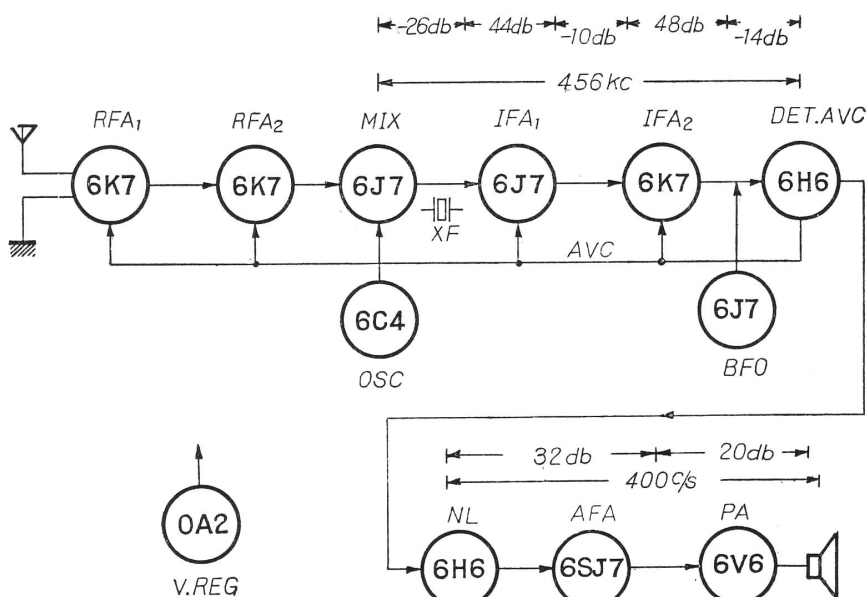 -26db 44db -10db 48db -14db
456kc
RFA₁ RFA₂ MIX IFA₁ IFA₂ DET.AVC
6K7 6K7 6J7 6J7 6K7 6H6
XF
AVC
6C4 6J7
OSC BFO
32db 20db
400c/s
NL AFA PA
0A2 6H6 6SJ7 6V6
V.REG